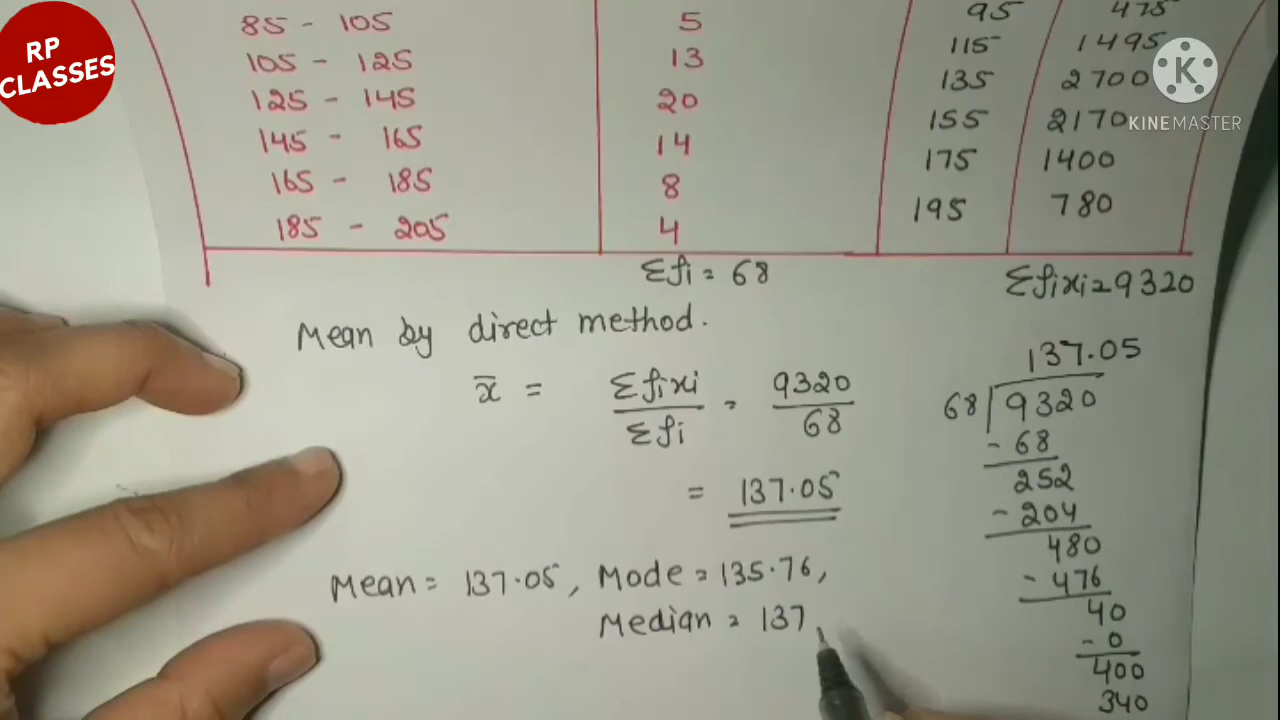 RP
CLASSES
85 - 105 5 95 475
105 - 125 13 115 1495
125 - 145 20 135 2700
145 - 165 14 155 2170
165 - 185 8 175 1400
185 - 205 4 195 780
KINEMASTER
Σfi = 68 Σfixi = 9320
Mean by direct method.
x̄ = Σfixi / Σfi = 9320 / 68
= 137.05
Mean = 137.05, Mode = 135.76,
Median = 137
137.05
68 9320
- 68
252
- 204
480
- 476
40
- 0
400
340